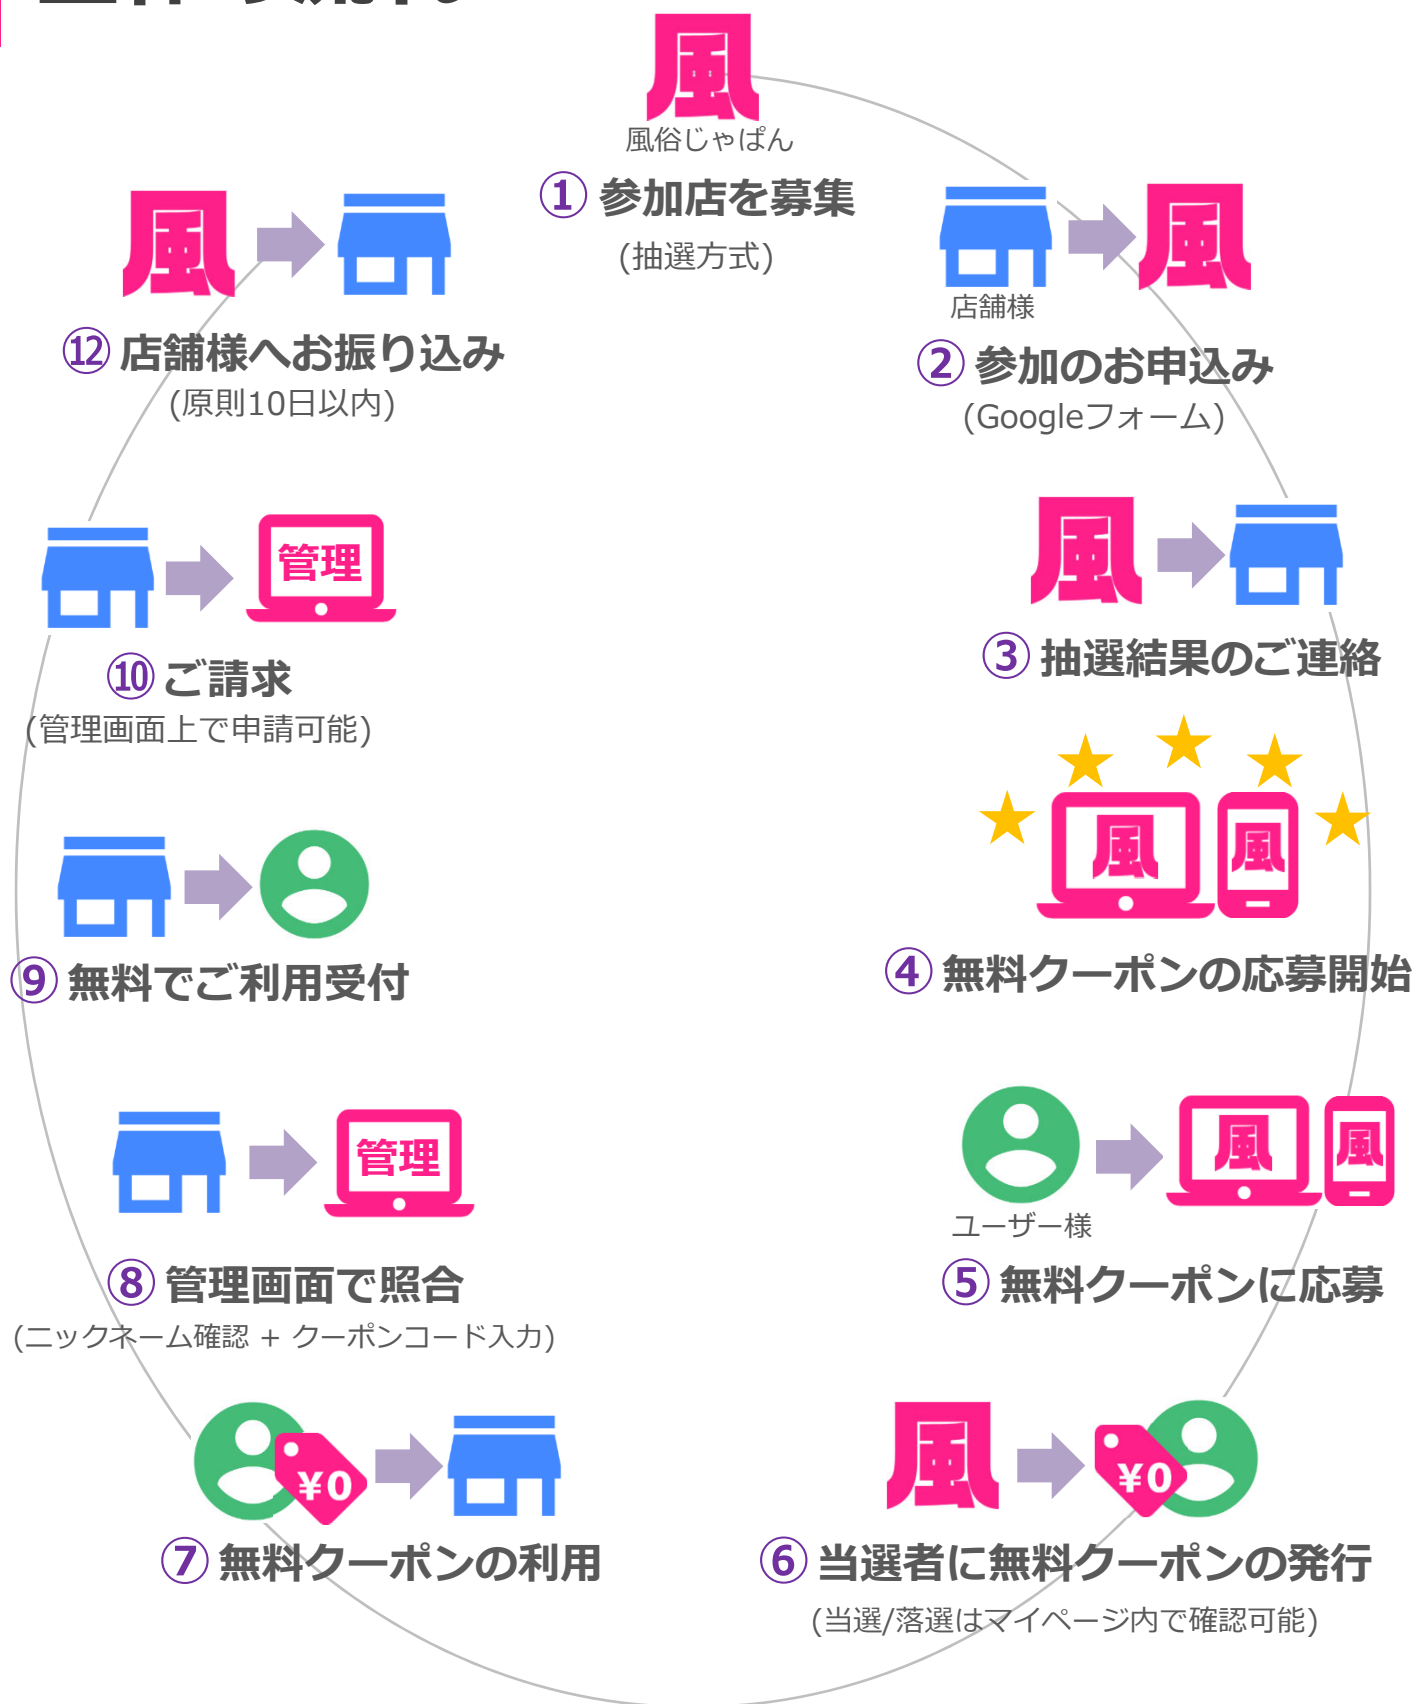 風
風俗じゃぱん
① 参加店を募集
(抽選方式)
風
店舗様
② 参加のお申込み
(Googleフォーム)
風
③ 抽選結果のご連絡
風 風
④ 無料クーポンの応募開始
風 風
ユーザー様
⑤ 無料クーポンに応募
風 ¥0
⑥ 当選者に無料クーポンの発行
(当選/落選はマイページ内で確認可能)
¥0
⑦ 無料クーポンの利用
管理
⑧ 管理画面で照合
(ニックネーム確認 + クーポンコード入力)
⑨ 無料でご利用受付
管理
⑩ ご請求
(管理画面上で申請可能)
風
⑫ 店舗様へお振り込み
(原則10日以内)